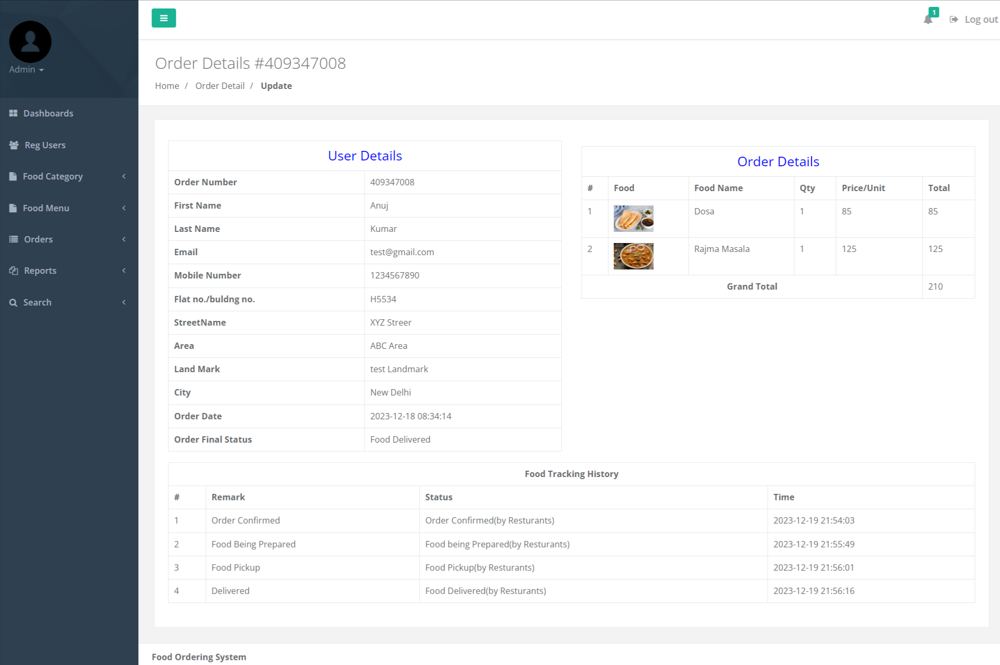 1
Log out
Admin
Dashboards
Reg Users
Food Category
Food Menu
Orders
Reports
Search
Order Details #409347008
Home / Order Detail / Update
User Details
Order Number 409347008
First Name Anuj
Last Name Kumar
Email test@gmail.com
Mobile Number 1234567890
Flat no./buldng no. H5534
StreetName XYZ Streer
Area ABC Area
Land Mark test Landmark
City New Delhi
Order Date 2023-12-18 08:34:14
Order Final Status Food Delivered
Order Details
# Food Food Name Qty Price/Unit Total
1 Dosa 1 85 85
2 Rajma Masala 1 125 125
Grand Total 210
Food Tracking History
# Remark Status Time
1 Order Confirmed Order Confirmed(by Resturants) 2023-12-19 21:54:03
2 Food Being Prepared Food being Prepared(by Resturants) 2023-12-19 21:55:49
3 Food Pickup Food Pickup(by Resturants) 2023-12-19 21:56:01
4 Delivered Food Delivered(by Resturants) 2023-12-19 21:56:16
Food Ordering System